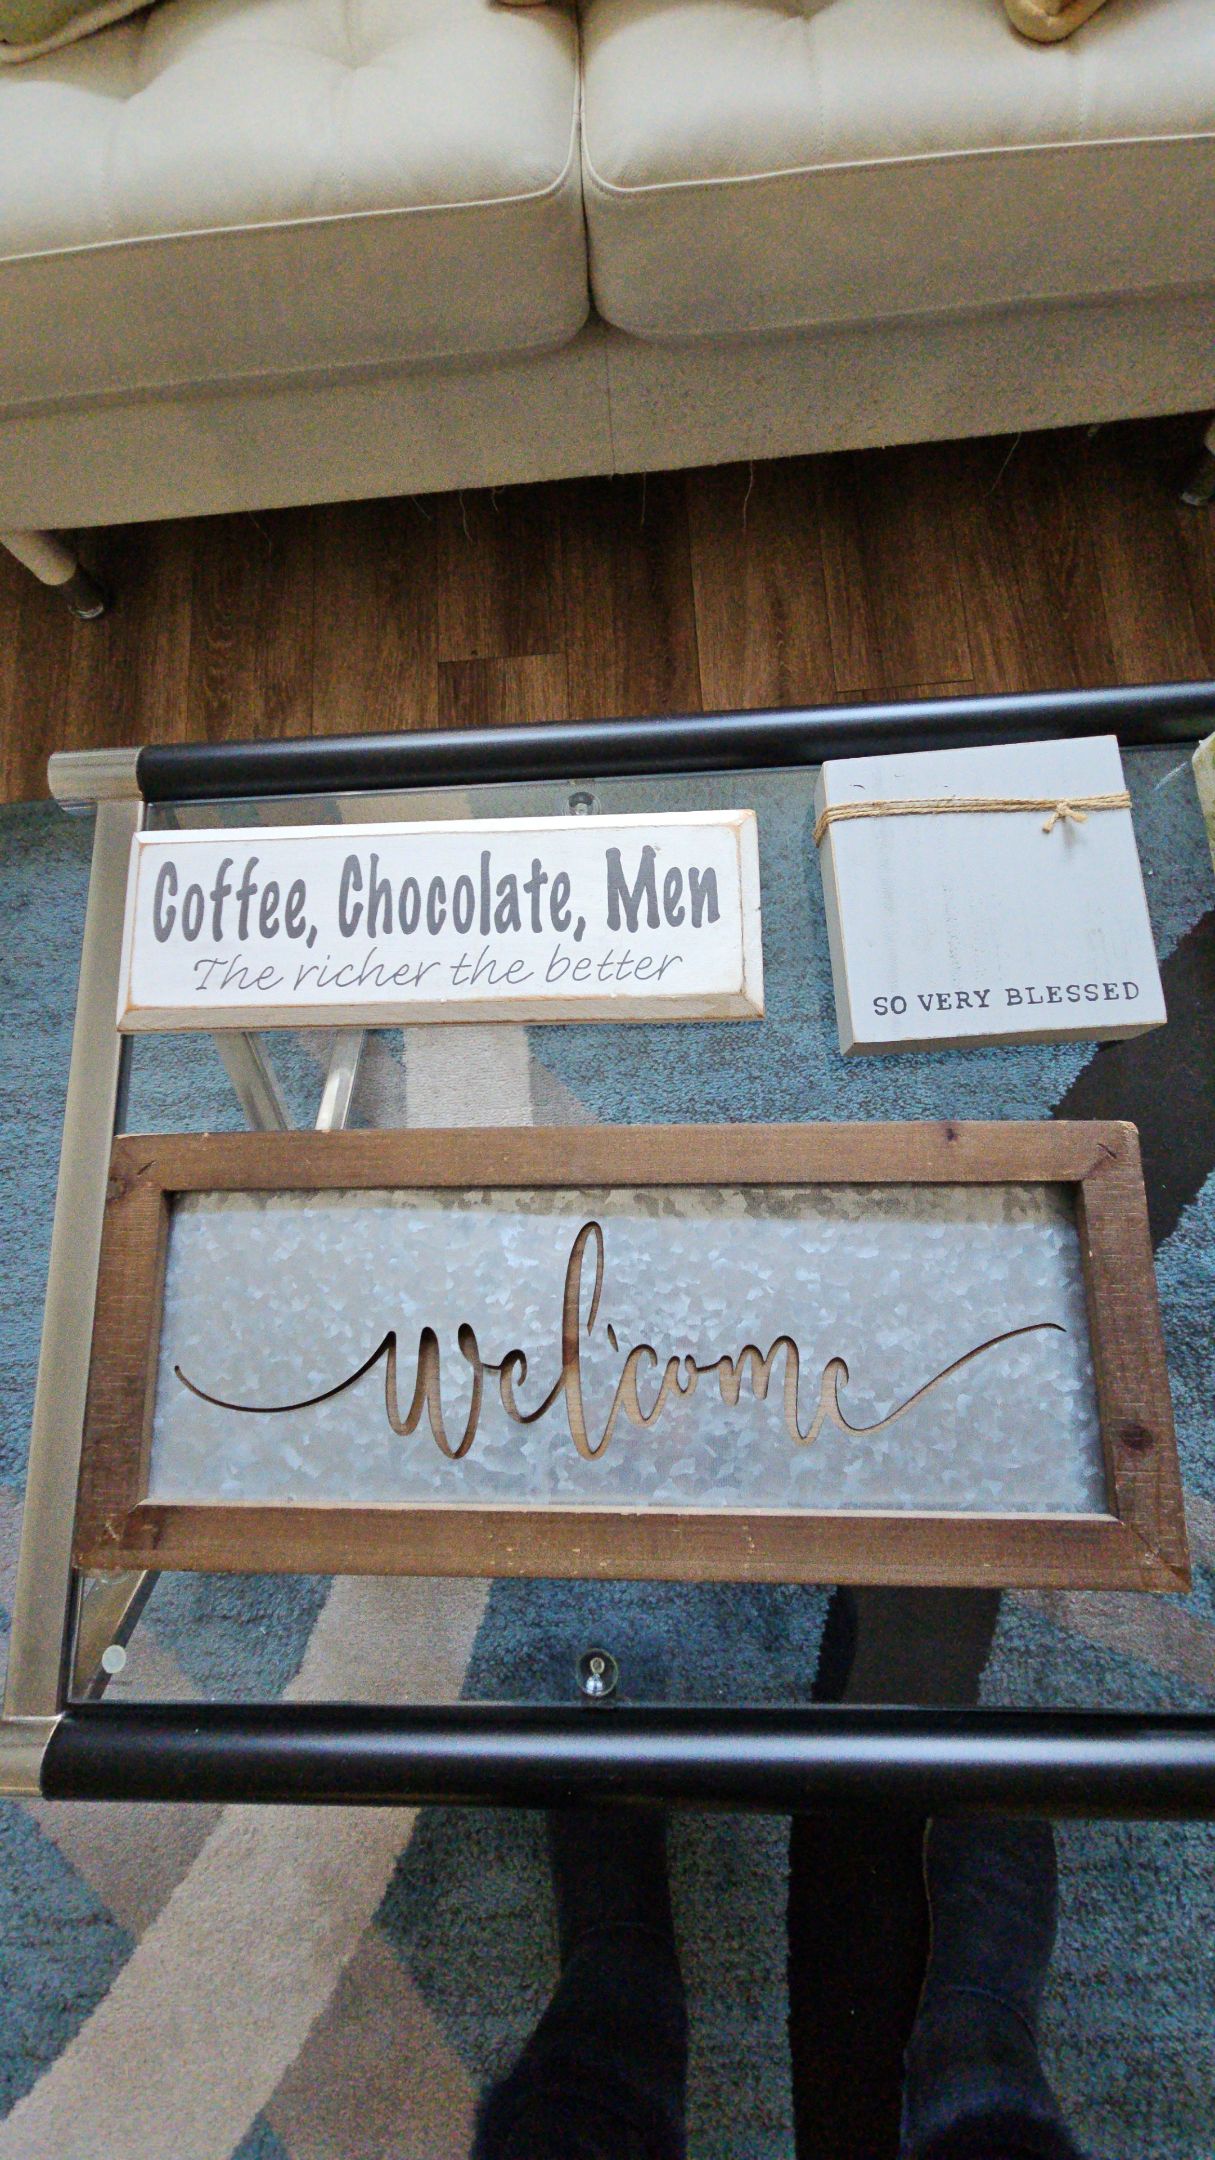 Coffee, Chocolate, Men
The richer the better
SO VERY BLESSED
welcome